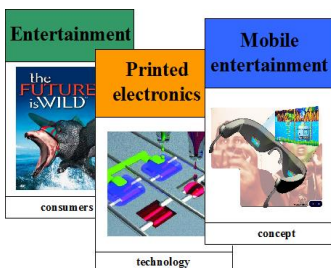 Entertainment
the
FUTURE
is WILD
consumers
Printed
electronics
technology
Mobile
entertainment
concept